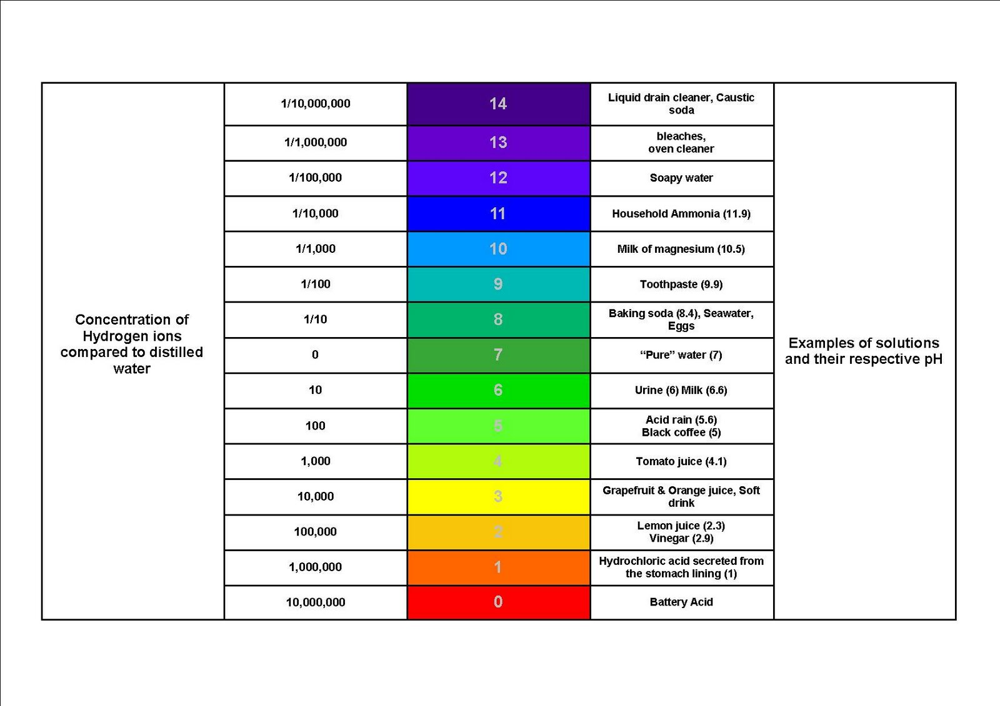 Concentration of
Hydrogen ions
compared to distilled
water
1/10,000,000
14
Liquid drain cleaner, Caustic
soda
1/1,000,000
13
bleaches,
oven cleaner
1/100,000
12
Soapy water
1/10,000
11
Household Ammonia (11.9)
1/1,000
10
Milk of magnesium (10.5)
1/100
9
Toothpaste (9.9)
1/10
8
Baking soda (8.4), Seawater,
Eggs
0
7
“Pure” water (7)
10
6
Urine (6) Milk (6.6)
100
5
Acid rain (5.6)
Black coffee (5)
1,000
4
Tomato juice (4.1)
10,000
3
Grapefruit & Orange juice, Soft
drink
100,000
2
Lemon juice (2.3)
Vinegar (2.9)
1,000,000
1
Hydrochloric acid secreted from
the stomach lining (1)
10,000,000
0
Battery Acid
Examples of solutions
and their respective pH